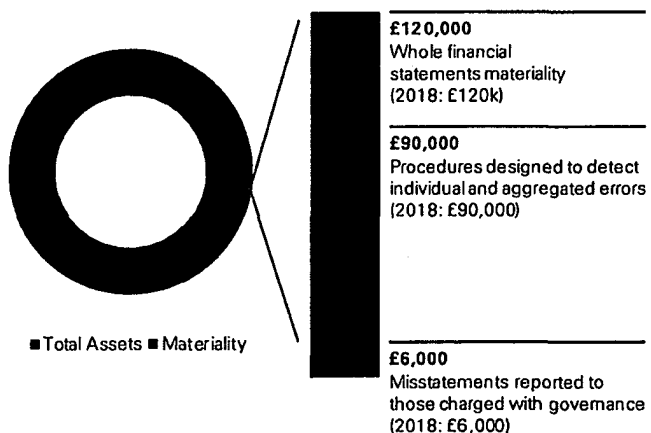 £120,000
Whole financial
statements materiality
(2018: £120k)
£90,000
Procedures designed to detect
individual and aggregated errors
(2018: £90,000)
■Total Assets ■ Materiality
£6,000
Misstatements reported to
those charged with governance
(2018: £6,000)